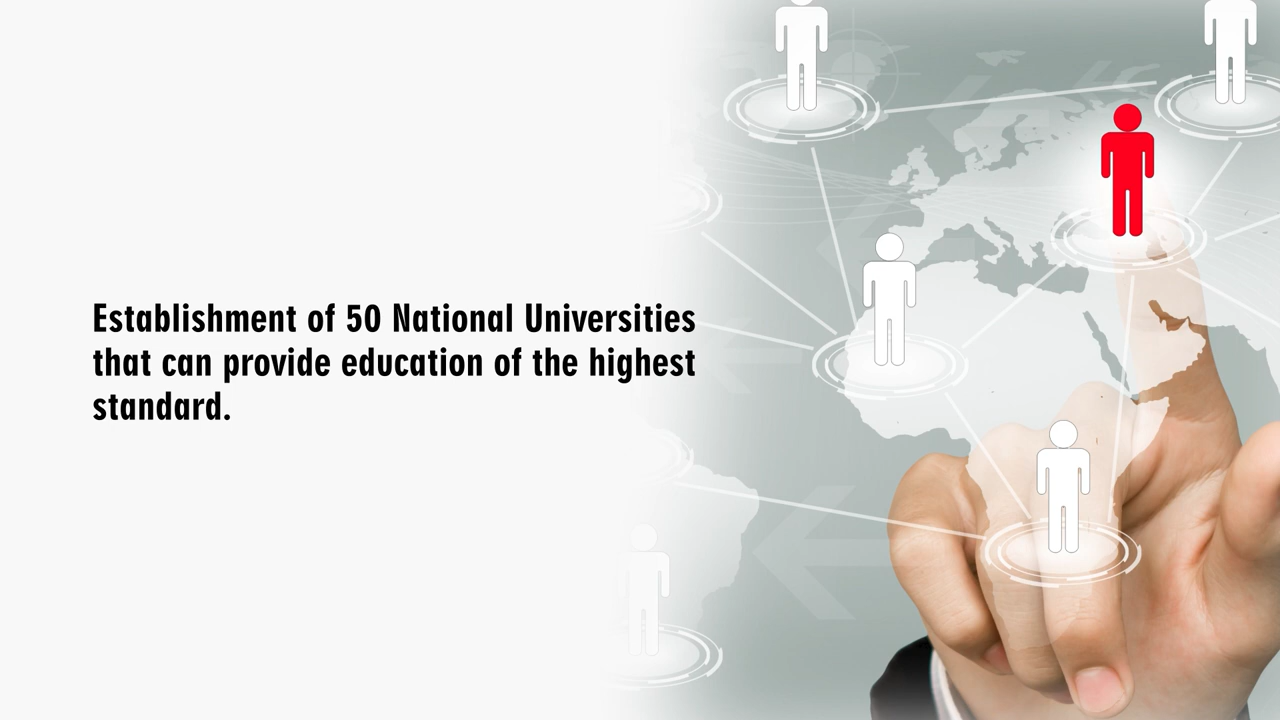 Establishment of 50 National Universities
that can provide education of the highest
standard.